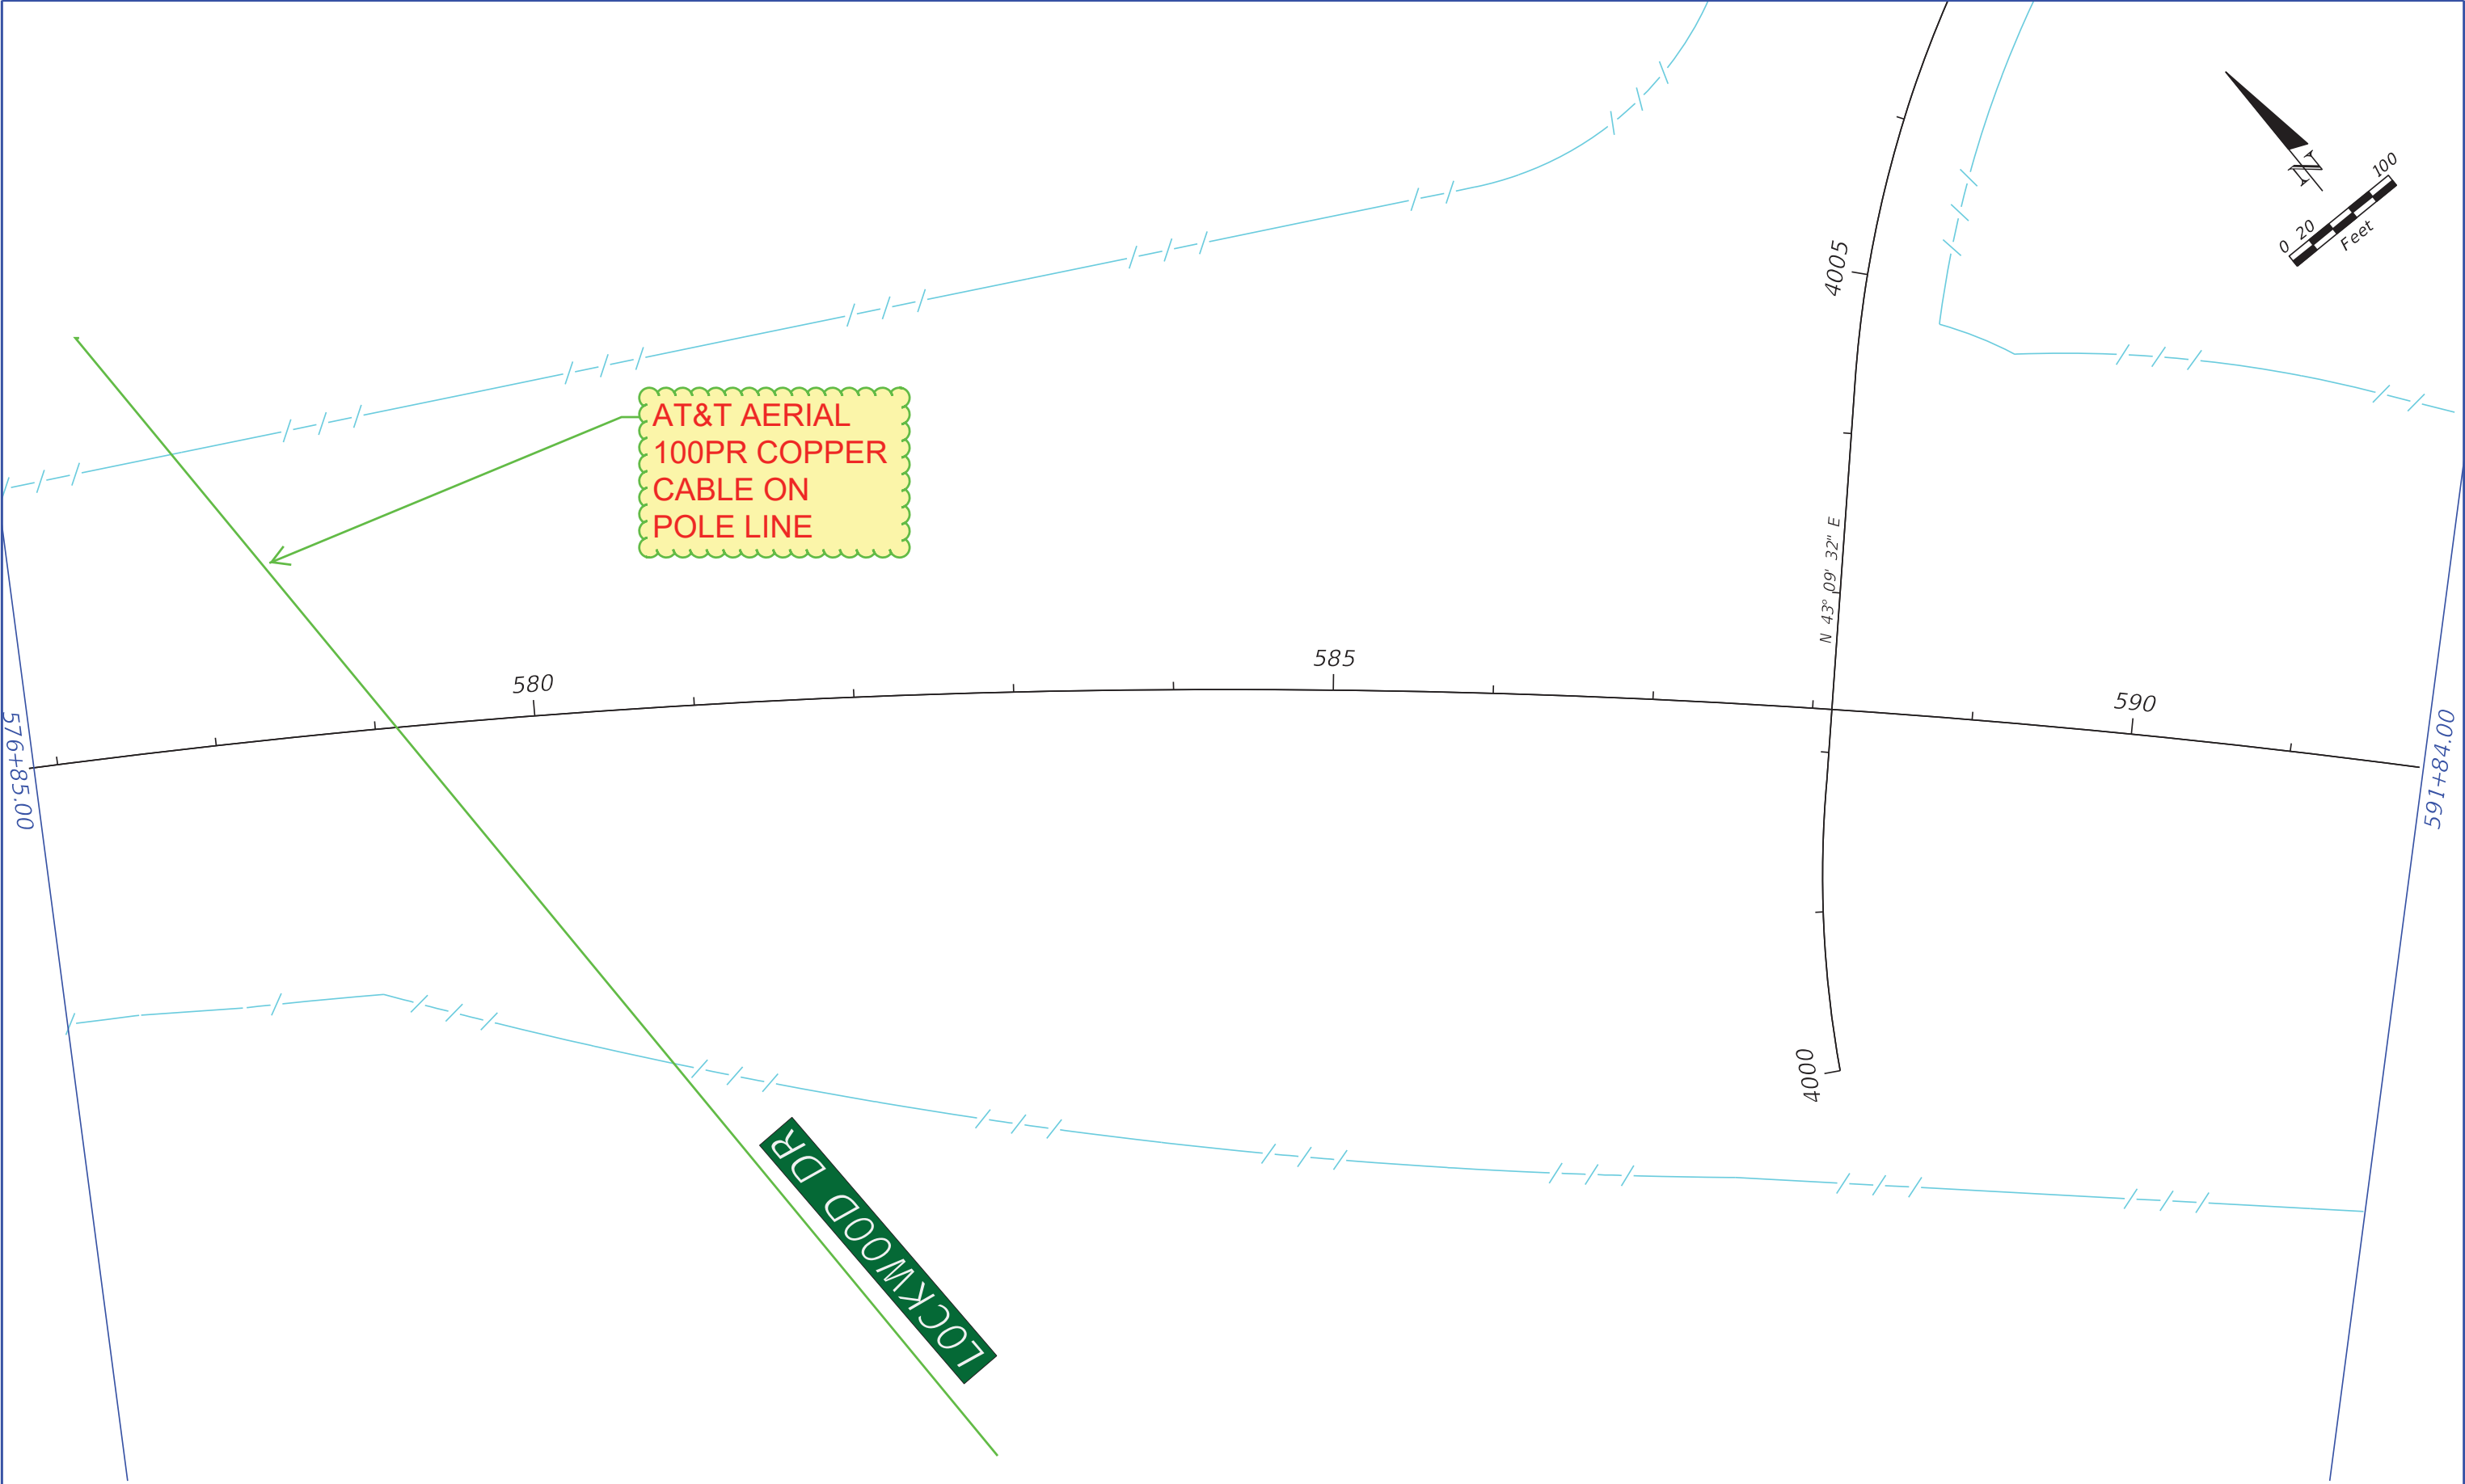 N
100
20
0
Feet
4005
AT&T AERIAL
100PR COPPER
CABLE ON
POLE LINE
N 43° 09' 32" E
580
585
590
576+85.00
591+84.00
4000
LOCKWOOD DR